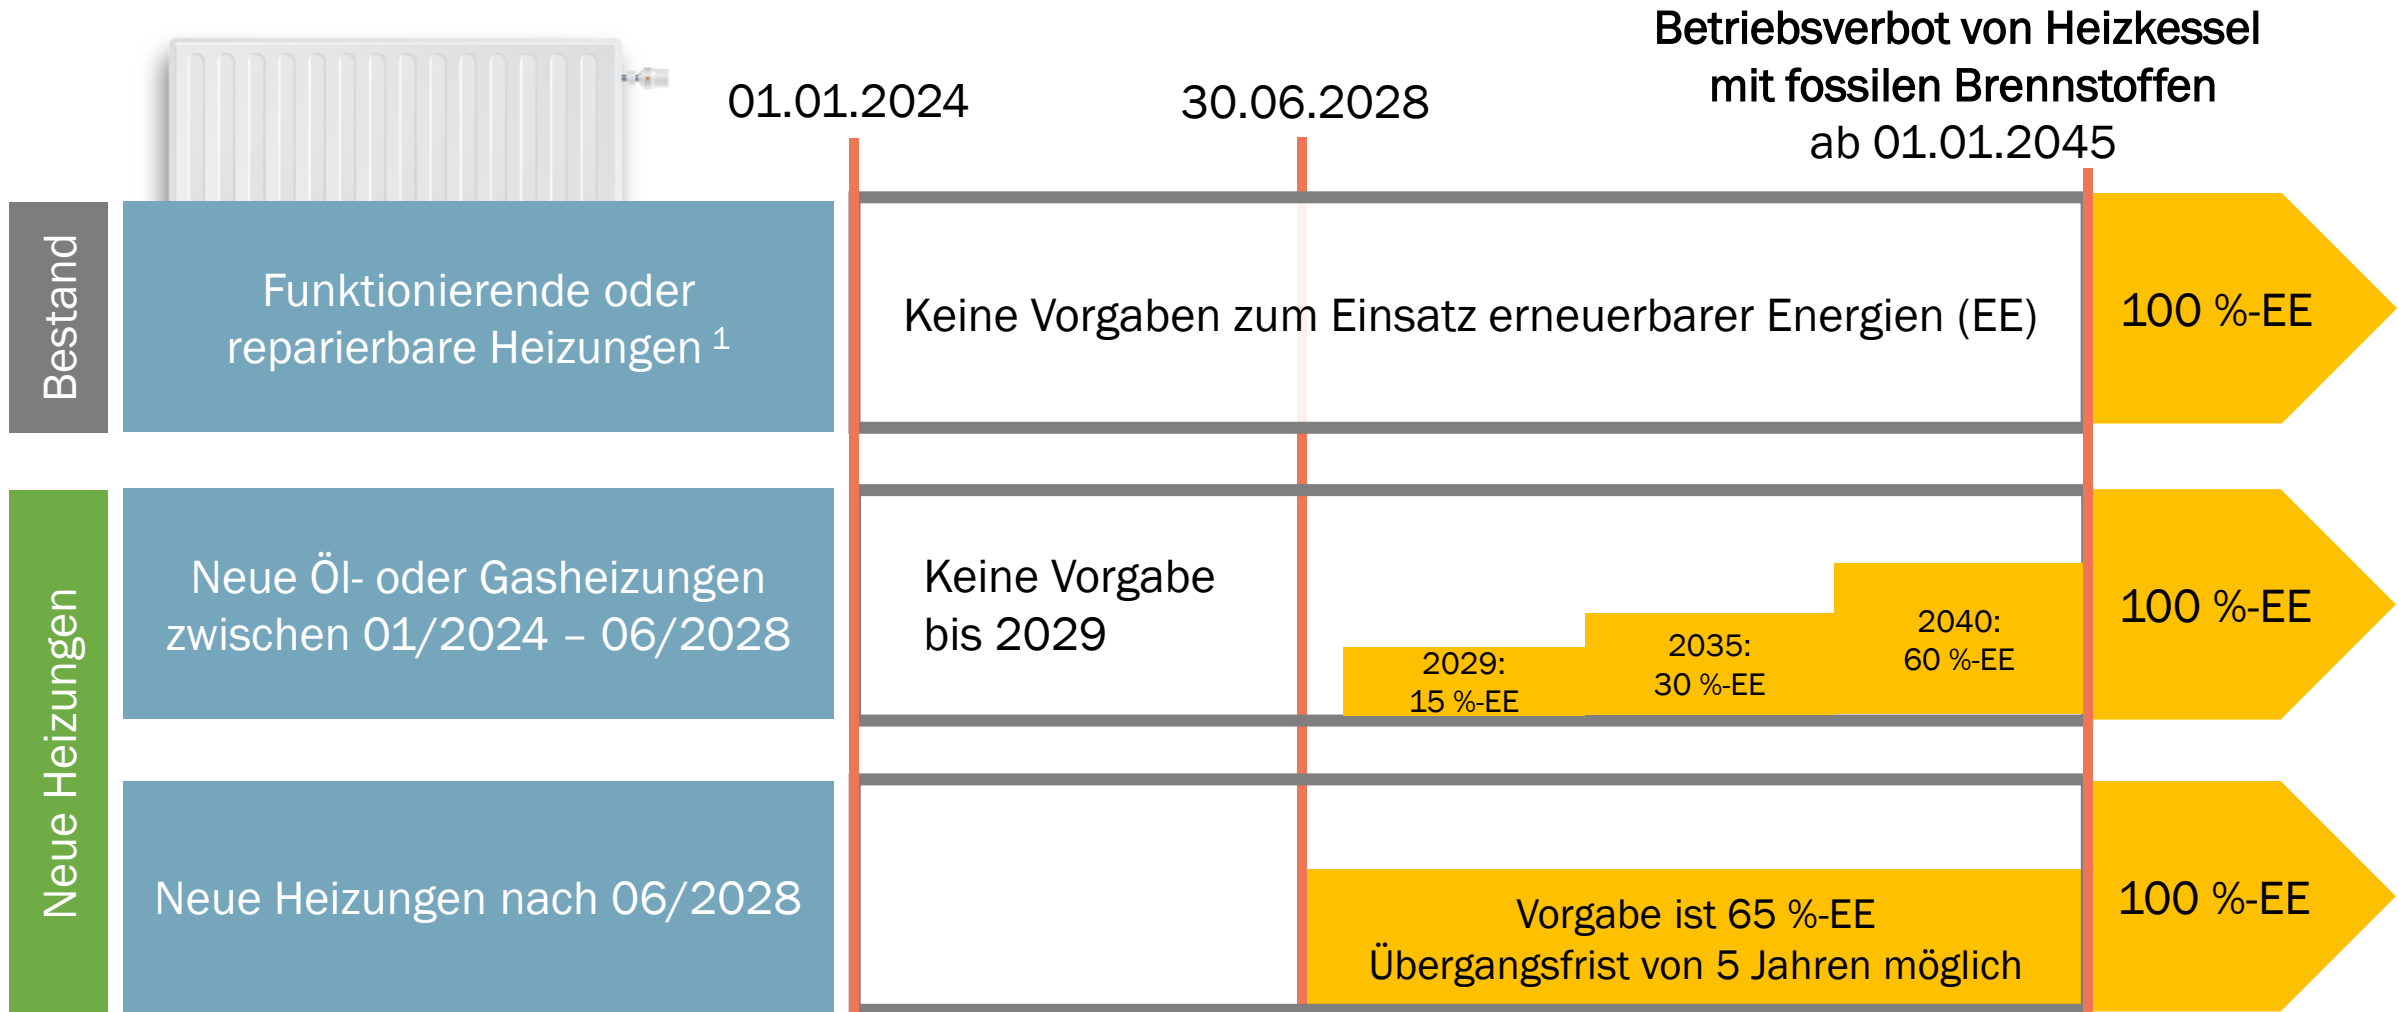 Betriebsverbot von Heizkessel
mit fossilen Brennstoffen
ab 01.01.2045
01.01.2024
30.06.2028
Bestand
Funktionierende oder
reparierbare Heizungen ¹
Keine Vorgaben zum Einsatz erneuerbarer Energien (EE)
100 %-EE
Neue Heizungen
Neue Öl- oder Gasheizungen
zwischen 01/2024 – 06/2028
Keine Vorgabe
bis 2029
2029:
15 %-EE
2035:
30 %-EE
2040:
60 %-EE
100 %-EE
Neue Heizungen nach 06/2028
Vorgabe ist 65 %-EE
Übergangsfrist von 5 Jahren möglich
100 %-EE